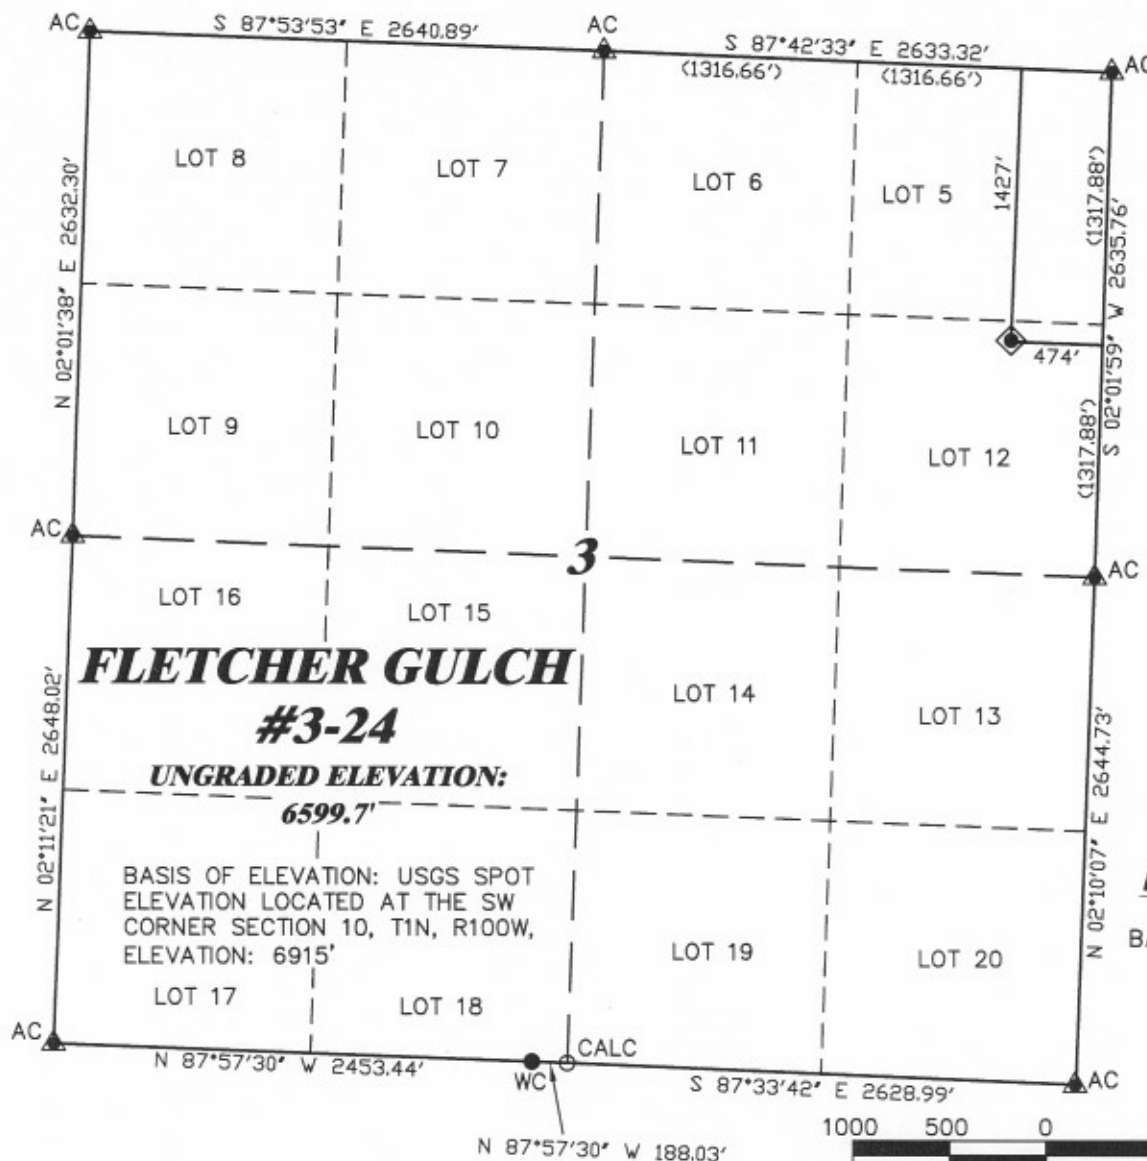 AC
S 87°53'53" E 2640.89'
AC
S 87°42'33" E 2633.32'
AC
(1316.66')
(1316.66')
LOT 8
LOT 7
LOT 6
LOT 5
1427'
(1317.88')
N 02°01'38" E 2632.30'
S 02°01'59" W 2635.76'
474'
LOT 9
LOT 10
LOT 11
LOT 12
(1317.88')
AC
3
AC
LOT 16
LOT 15
FLETCHER GULCH
#3-24
UNGRADED ELEVATION:
6599.7'
LOT 14
LOT 13
N 02°11'21" E 2648.02'
N 02°10'07" E 2644.73'
BASIS OF ELEVATION: USGS SPOT
ELEVATION LOCATED AT THE SW
CORNER SECTION 10, T1N, R100W,
ELEVATION: 6915'
LOT 19
LOT 20
LOT 17
LOT 18
AC
CALC
N 87°57'30" W 2453.44'
WC
S 87°33'42" E 2628.99'
AC
N 87°57'30" W 188.03'
1000 500 0